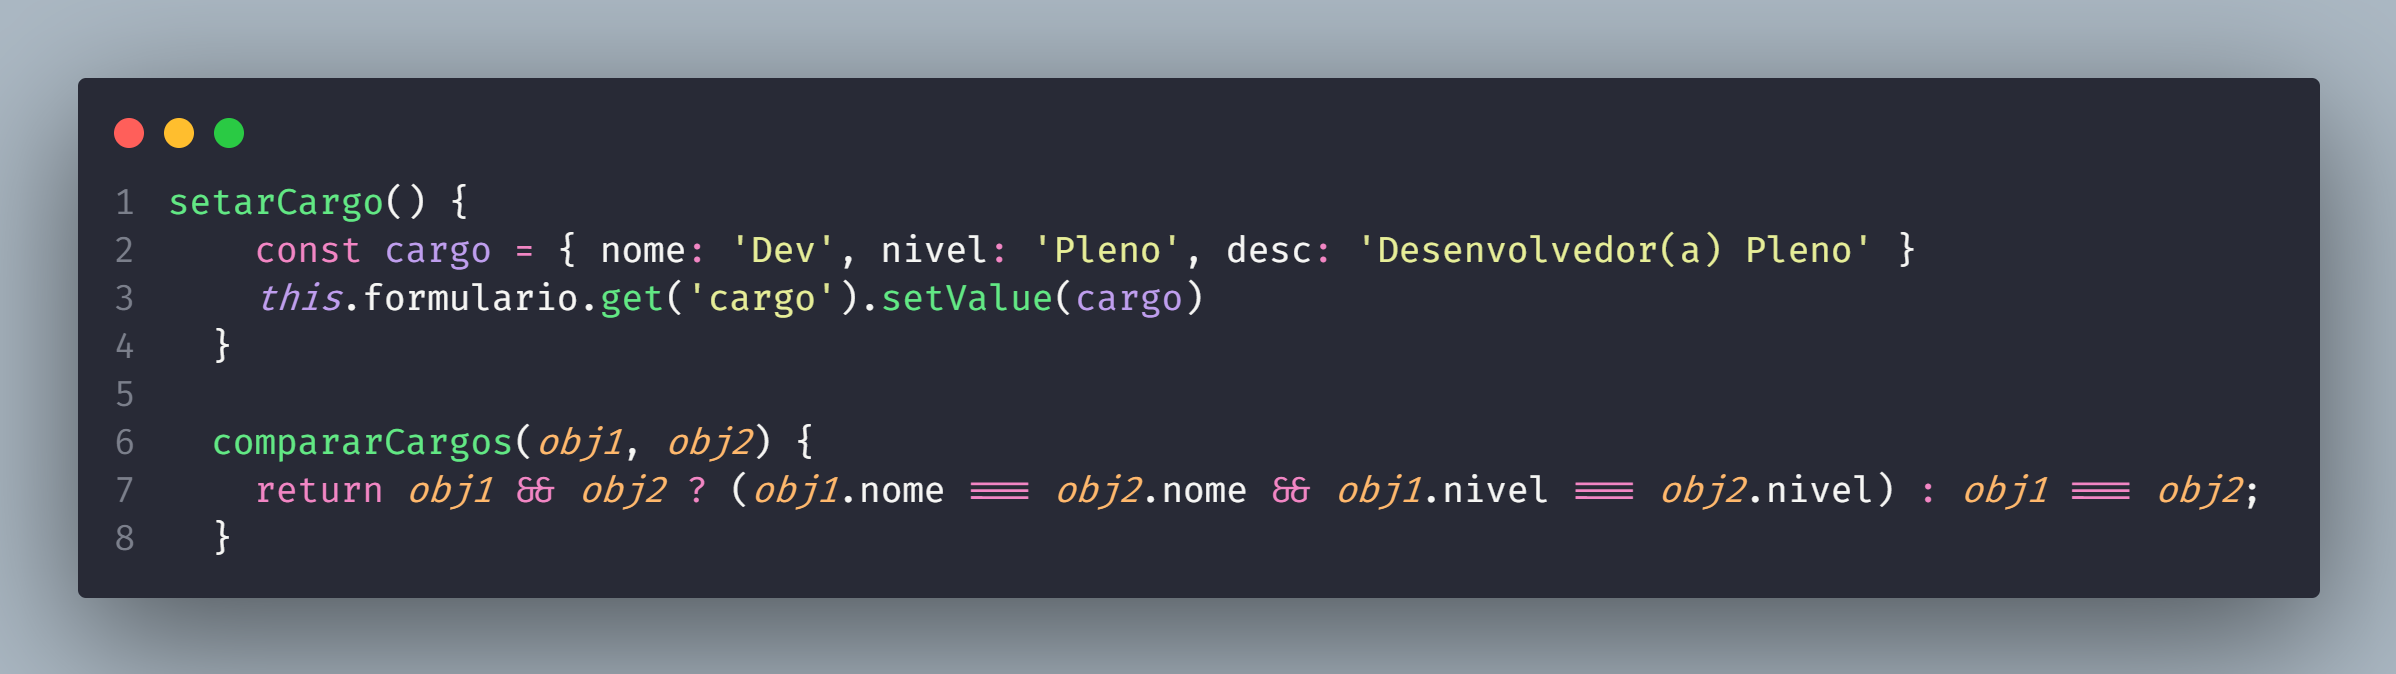 1 setarCargo() {
2     const cargo = { nome: 'Dev', nivel: 'Pleno', desc: 'Desenvolvedor(a) Pleno' }
3     this.formulario.get('cargo').setValue(cargo)
4   }
5
6   compararCargos(obj1, obj2) {
7     return obj1 && obj2 ? (obj1.nome === obj2.nome && obj1.nivel === obj2.nivel) : obj1 === obj2;
8   }